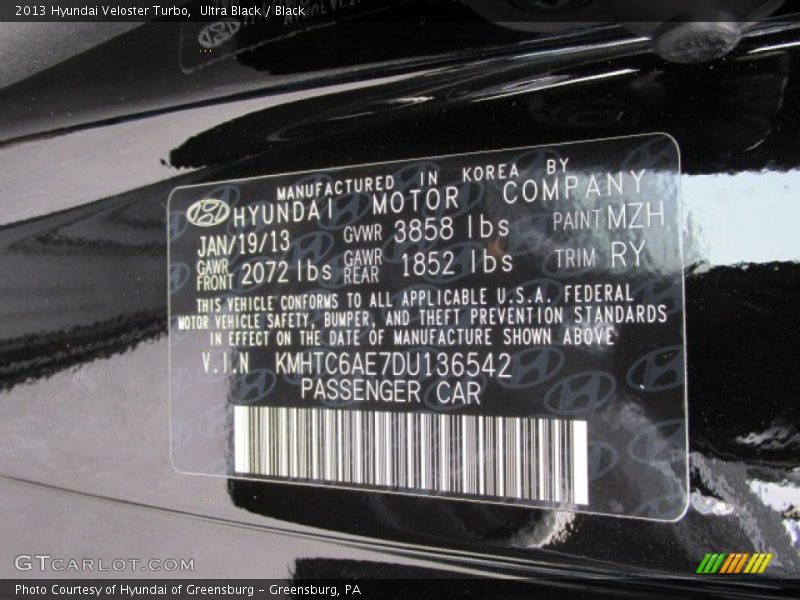 2013 Hyundai Veloster Turbo, Ultra Black / Black
MANUFACTURED IN KOREA BY
HYUNDAI MOTOR COMPANY
JAN/19/13 GVWR 3858 lbs PAINT MZH
GAWR FRONT 2072 lbs GAWR REAR 1852 lbs TRIM RY
THIS VEHICLE CONFORMS TO ALL APPLICABLE U.S.A. FEDERAL
MOTOR VEHICLE SAFETY, BUMPER, AND THEFT PREVENTION STANDARDS
IN EFFECT ON THE DATE OF MANUFACTURE SHOWN ABOVE
V.I.N KMHTC6AE7DU136542
PASSENGER CAR
GTCARLOT.COM
Photo Courtesy of Hyundai of Greensburg – Greensburg, PA